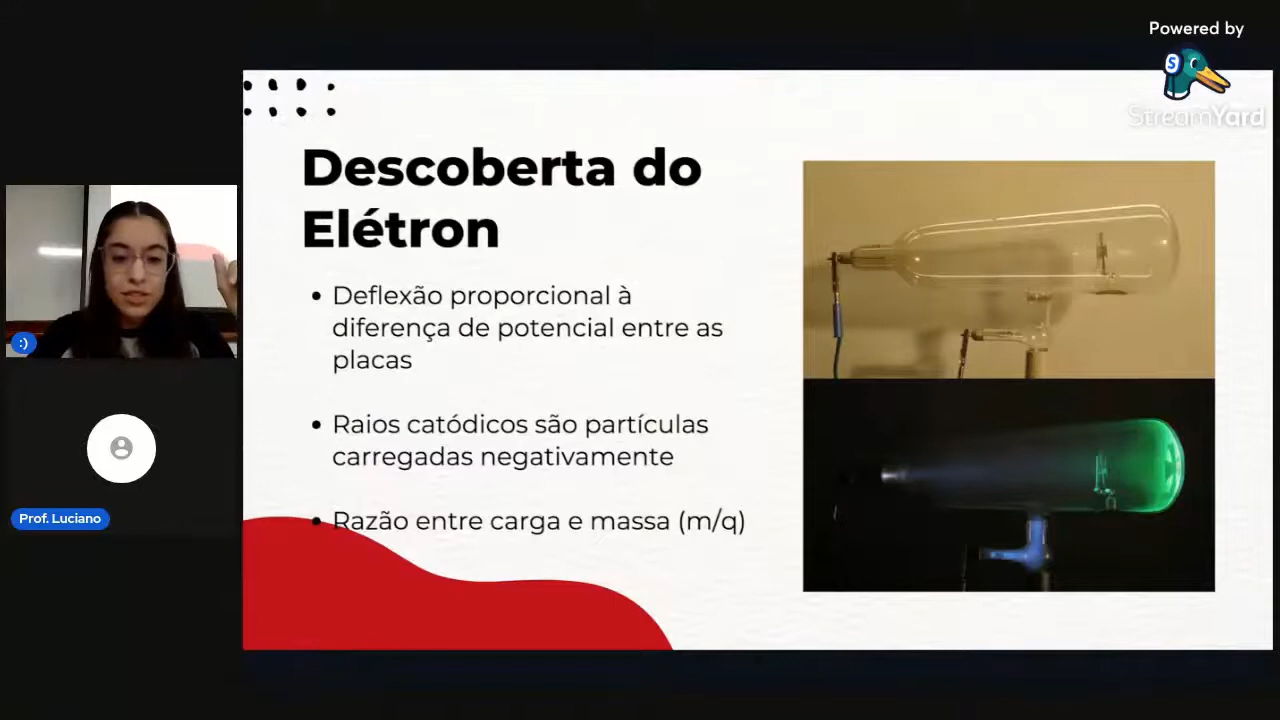 Powered by
S
StreamYard
Descoberta do
Elétron
• Deflexão proporcional à
diferença de potencial entre as
placas
• Raios catódicos são partículas
carregadas negativamente
• Razão entre carga e massa (m/q)
:)
Prof. Luciano